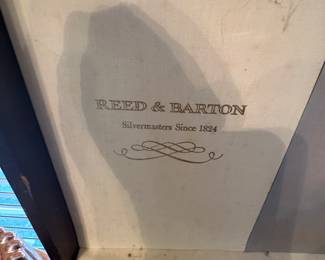 REED & BARTON
Silvermasters Since 1824